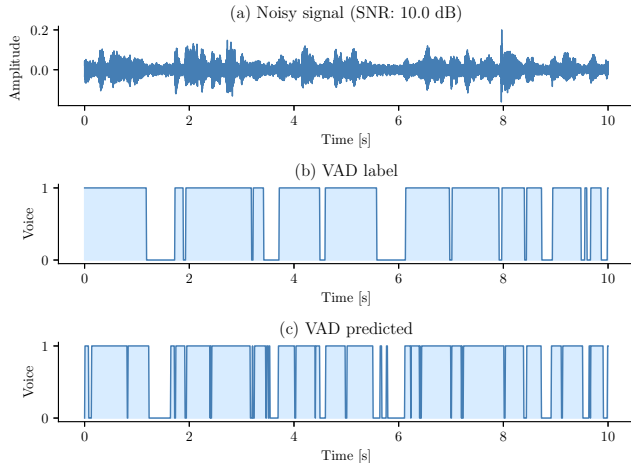 (a) Noisy signal (SNR: 10.0 dB)
0.2
0.0
Amplitude
0 2 4 6 8 10
Time [s]
(b) VAD label
1
0
Voice
0 2 4 6 8 10
Time [s]
(c) VAD predicted
1
0
Voice
0 2 4 6 8 10
Time [s]